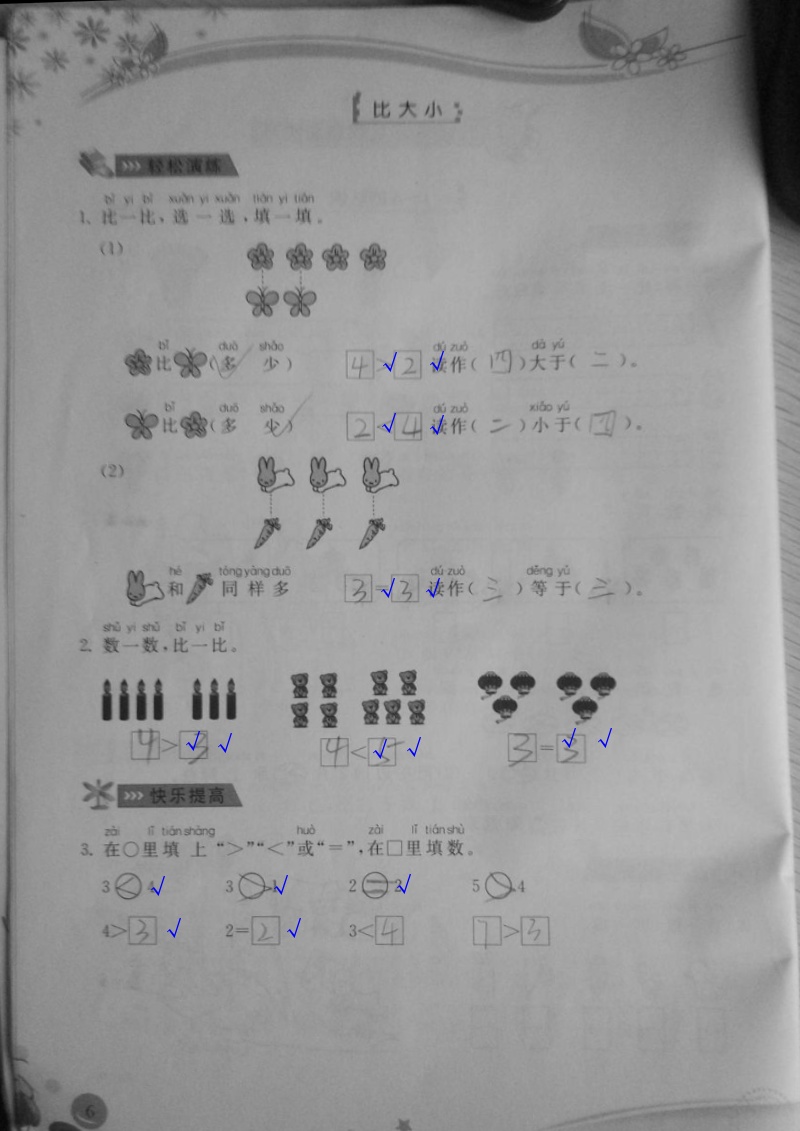 比大小
轻松演练
bǐ yi bǐ xuǎn yi xuǎn tián yi tián
1. 比一比，选一选，填一填。
(1)
bǐ duō shǎo dú zuò dà yú
比(多 少) 4>2 读作(四)大于(二)。
bǐ duō shǎo dú zuò xiǎo yú
比(多 少) 2<4 读作(二)小于(四)。
(2)
hé tóng yàng duō dú zuò děng yú
和 同样多 3=3 读作(三)等于(三)。
shǔ yi shǔ bǐ yi bǐ
2. 数一数，比一比。
4>3 4<5 3=3
快乐提高
zài lǐ tián shàng huò zài lǐ tián shù
3. 在○里填上“>”“<”或“=”，在□里填数。
3<4 3>1 2=2 5>4
4>3 2=2 3<4 7>3
6